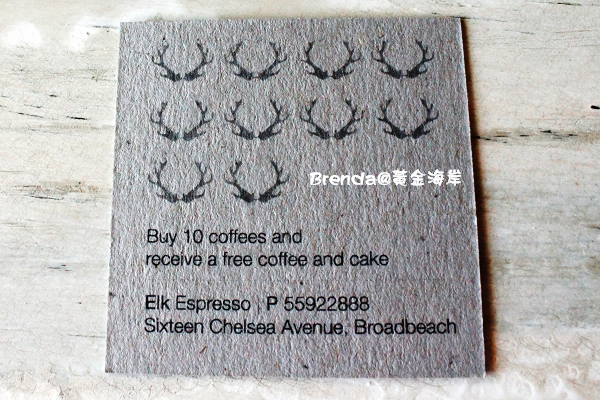 Brenda@黃金海岸
Buy 10 coffees and
receive a free coffee and cake
Elk Espresso P 55922888
Sixteen Chelsea Avenue, Broadbeach